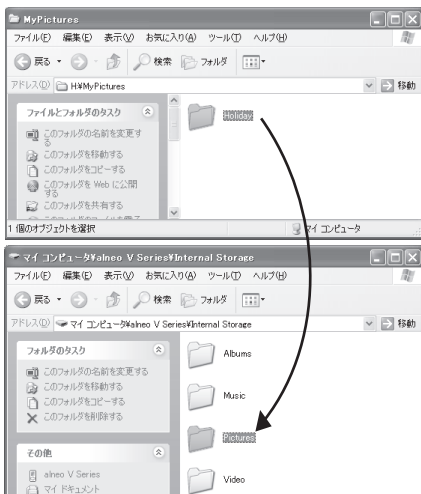 MyPictures
ファイル(F) 編集(E) 表示(V) お気に入り(A) ツール(T) ヘルプ(H)
戻る 検索 フォルダ
アドレス(D) H:¥MyPictures 移動
ファイルとフォルダのタスク
このフォルダの名前を変更す
る
このフォルダを移動する
このフォルダをコピーする
このフォルダを Web に公開
する
このフォルダを共有する
Holiday
1 個のオブジェクトを選択 マイ コンピュータ
マイ コンピュータ¥alneo V Series¥Internal Storage
ファイル(F) 編集(E) 表示(V) お気に入り(A) ツール(T) ヘルプ(H)
戻る 検索 フォルダ
アドレス(D) マイ コンピュータ¥alneo V Series¥Internal Storage 移動
フォルダのタスク
このフォルダの名前を変更する
このフォルダを移動する
このフォルダをコピーする
このフォルダを削除する
その他
alneo V Series
マイ ドキュメント
Albums
Music
Pictures
Video